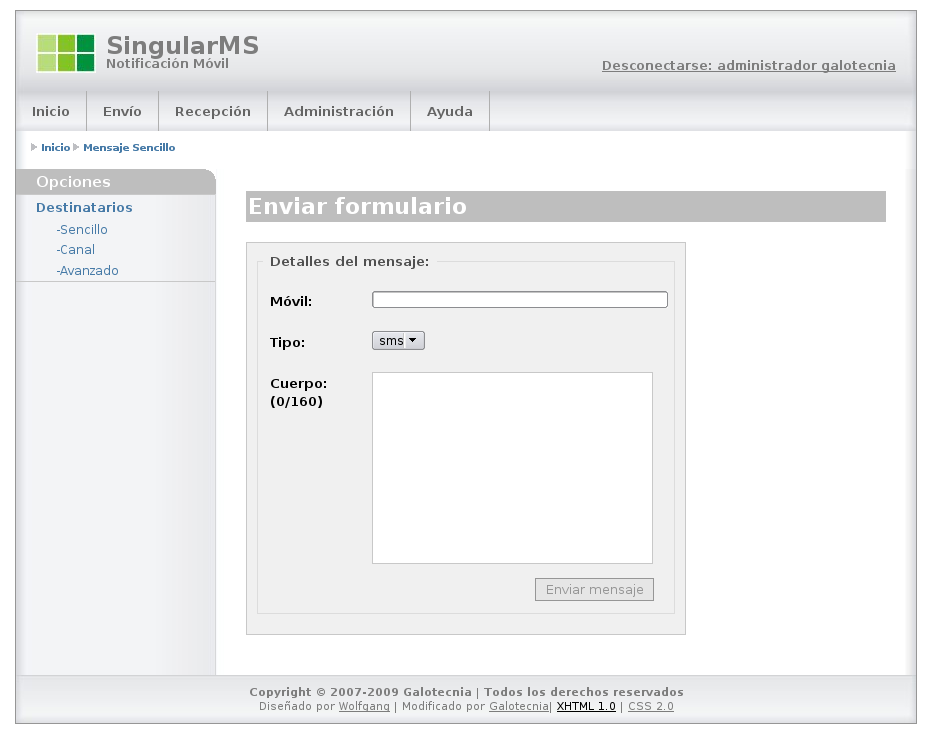 SingularMS
Notificación Móvil
Desconectarse: administrador galotecnia
Inicio Envío Recepción Administración Ayuda
Inicio Mensaje Sencillo
Opciones
Destinatarios
-Sencillo
-Canal
-Avanzado
Enviar formulario
Detalles del mensaje:
Móvil:
Tipo: sms
Cuerpo:
(0/160)
Enviar mensaje
Copyright © 2007-2009 Galotecnia | Todos los derechos reservados
Diseñado por Wolfgang | Modificado por Galotecnia| XHTML 1.0 | CSS 2.0